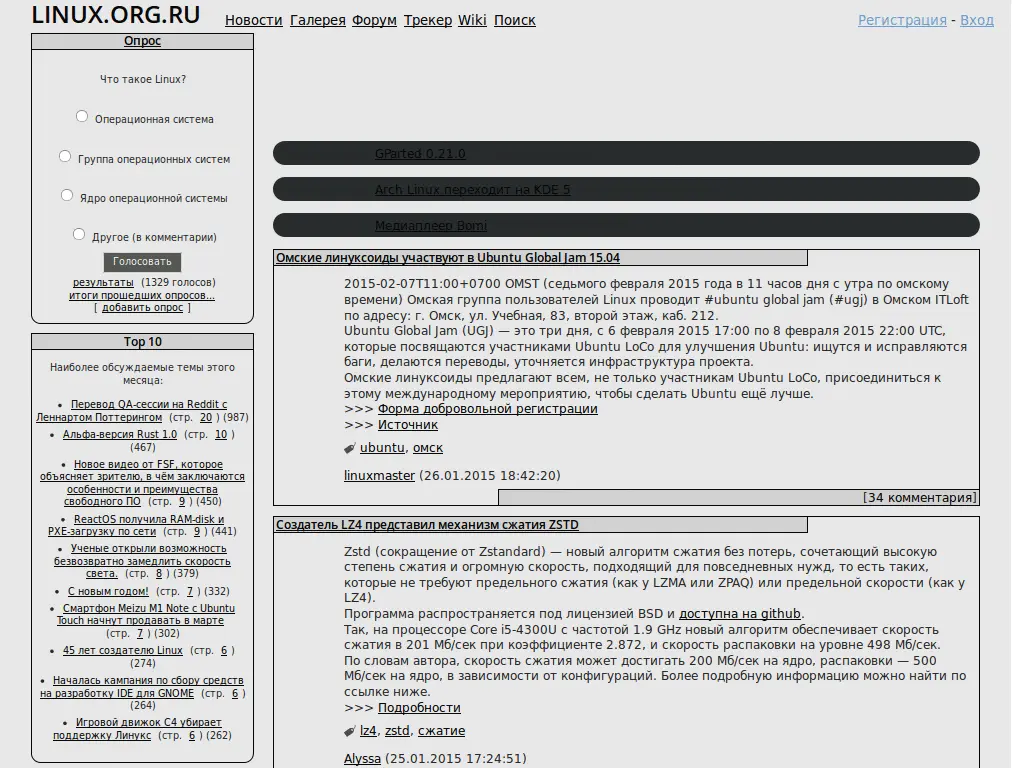 LINUX.ORG.RU
Новости Галерея Форум Трекер Wiki Поиск
Регистрация - Вход
Опрос
Что такое Linux?
Операционная система
Группа операционных систем
Ядро операционной системы
Другое (в комментарии)
Голосовать
результаты (1329 голосов)
итоги прошедших опросов...
[ добавить опрос ]
Top 10
Наиболее обсуждаемые темы этого
месяца:
• Перевод QA-сессии на Reddit с
Леннартом Поттерингом (стр. 20 ) (987)
• Альфа-версия Rust 1.0 (стр. 10 )
(467)
• Новое видео от FSF, которое
объясняет зрителю, в чём заключаются
особенности и преимущества
свободного ПО (стр. 9 ) (450)
• ReactOS получила RAM-disk и
PXE-загрузку по сети (стр. 9 ) (441)
• Ученые открыли возможность
безвозвратно замедлить скорость
света. (стр. 8 ) (379)
• С новым годом! (стр. 7 ) (332)
• Смартфон Meizu M1 Note с Ubuntu
Touch начнут продавать в марте
(стр. 7 ) (302)
• 45 лет создателю Linux (стр. 6 )
(274)
• Началась кампания по сбору средств
на разработку IDE для GNOME (стр. 6 )
(264)
• Игровой движок C4 убирает
поддержку Линукс (стр. 6 ) (262)
GParted 0.21.0
Arch Linux переходит на KDE 5
Медиаплеер Bomi
Омские линуксоиды участвуют в Ubuntu Global Jam 15.04
2015-02-07T11:00+0700 OMST (седьмого февраля 2015 года в 11 часов дня с утра по омскому
времени) Омская группа пользователей Linux проводит #ubuntu global jam (#ugj) в Омском ITLoft
по адресу: г. Омск, ул. Учебная, 83, второй этаж, каб. 212.
Ubuntu Global Jam (UGJ) — это три дня, с 6 февраля 2015 17:00 по 8 февраля 2015 22:00 UTC,
которые посвящаются участниками Ubuntu LoCo для улучшения Ubuntu: ищутся и исправляются
баги, делаются переводы, уточняется инфраструктура проекта.
Омские линуксоиды предлагают всем, не только участникам Ubuntu LoCo, присоединиться к
этому международному мероприятию, чтобы сделать Ubuntu ещё лучше.
>>> Форма добровольной регистрации
>>> Источник
ubuntu, омск
linuxmaster (26.01.2015 18:42:20)
[34 комментария]
Создатель LZ4 представил механизм сжатия ZSTD
Zstd (сокращение от Zstandard) — новый алгоритм сжатия без потерь, сочетающий высокую
степень сжатия и огромную скорость, подходящий для повседневных нужд, то есть таких,
которые не требуют предельного сжатия (как у LZMA или ZPAQ) или предельной скорости (как у
LZ4).
Программа распространяется под лицензией BSD и доступна на github.
Так, на процессоре Core i5-4300U с частотой 1.9 GHz новый алгоритм обеспечивает скорость
сжатия в 201 Мб/сек при коэффициенте 2.872, и скорость распаковки на уровне 498 Мб/сек.
По словам автора, скорость сжатия может достигать 200 Мб/сек на ядро, распаковки — 500
Мб/сек на ядро, в зависимости от конфигураций. Более подробную информацию можно найти по
ссылке ниже.
>>> Подробности
lz4, zstd, сжатие
Alyssa (25.01.2015 17:24:51)